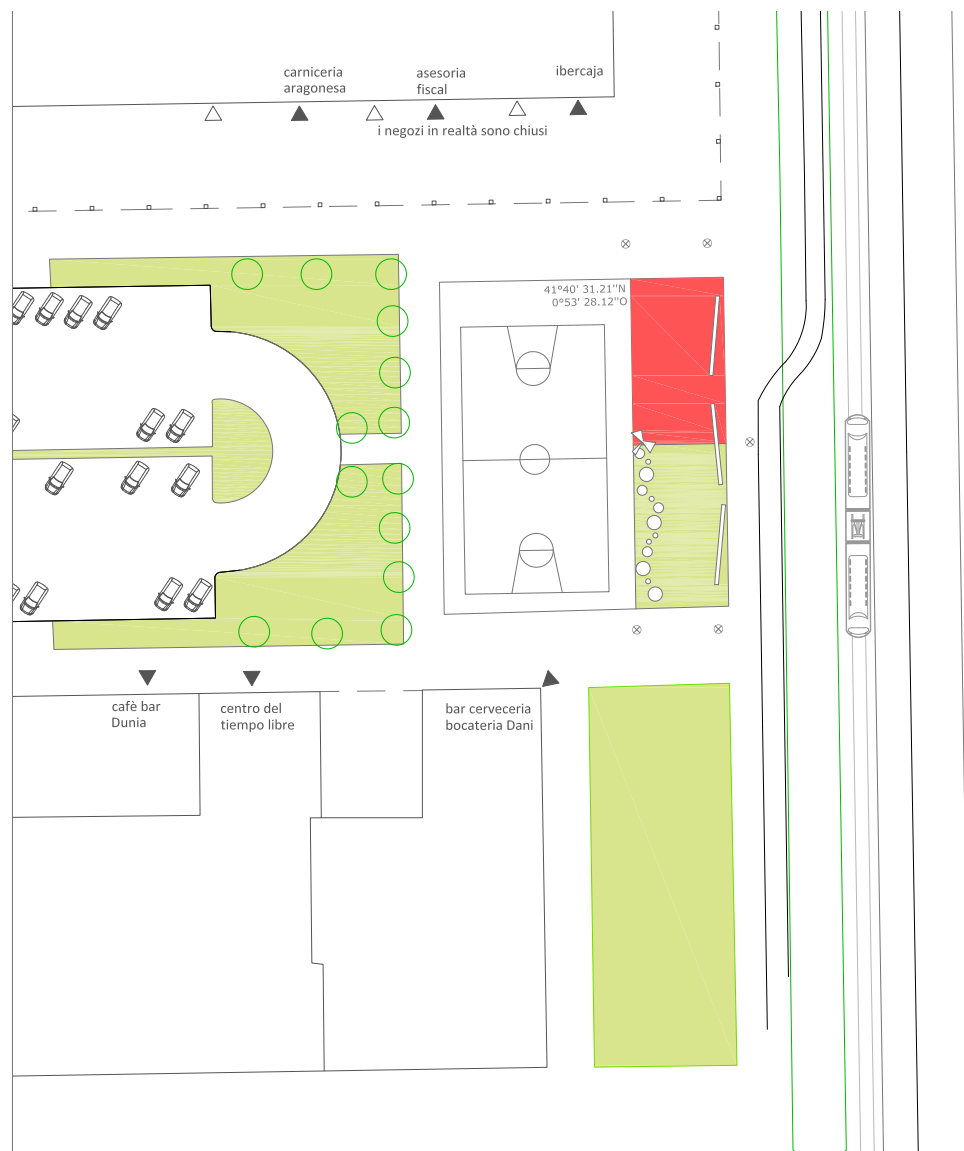 carniceria
aragonesa
asesoria
fiscal
ibercaja
i negozi in realtà sono chiusi
41°40' 31.21''N
0°53' 28.12''O
cafè bar
Dunia
centro del
tiempo libre
bar cerveceria
bocateria Dani